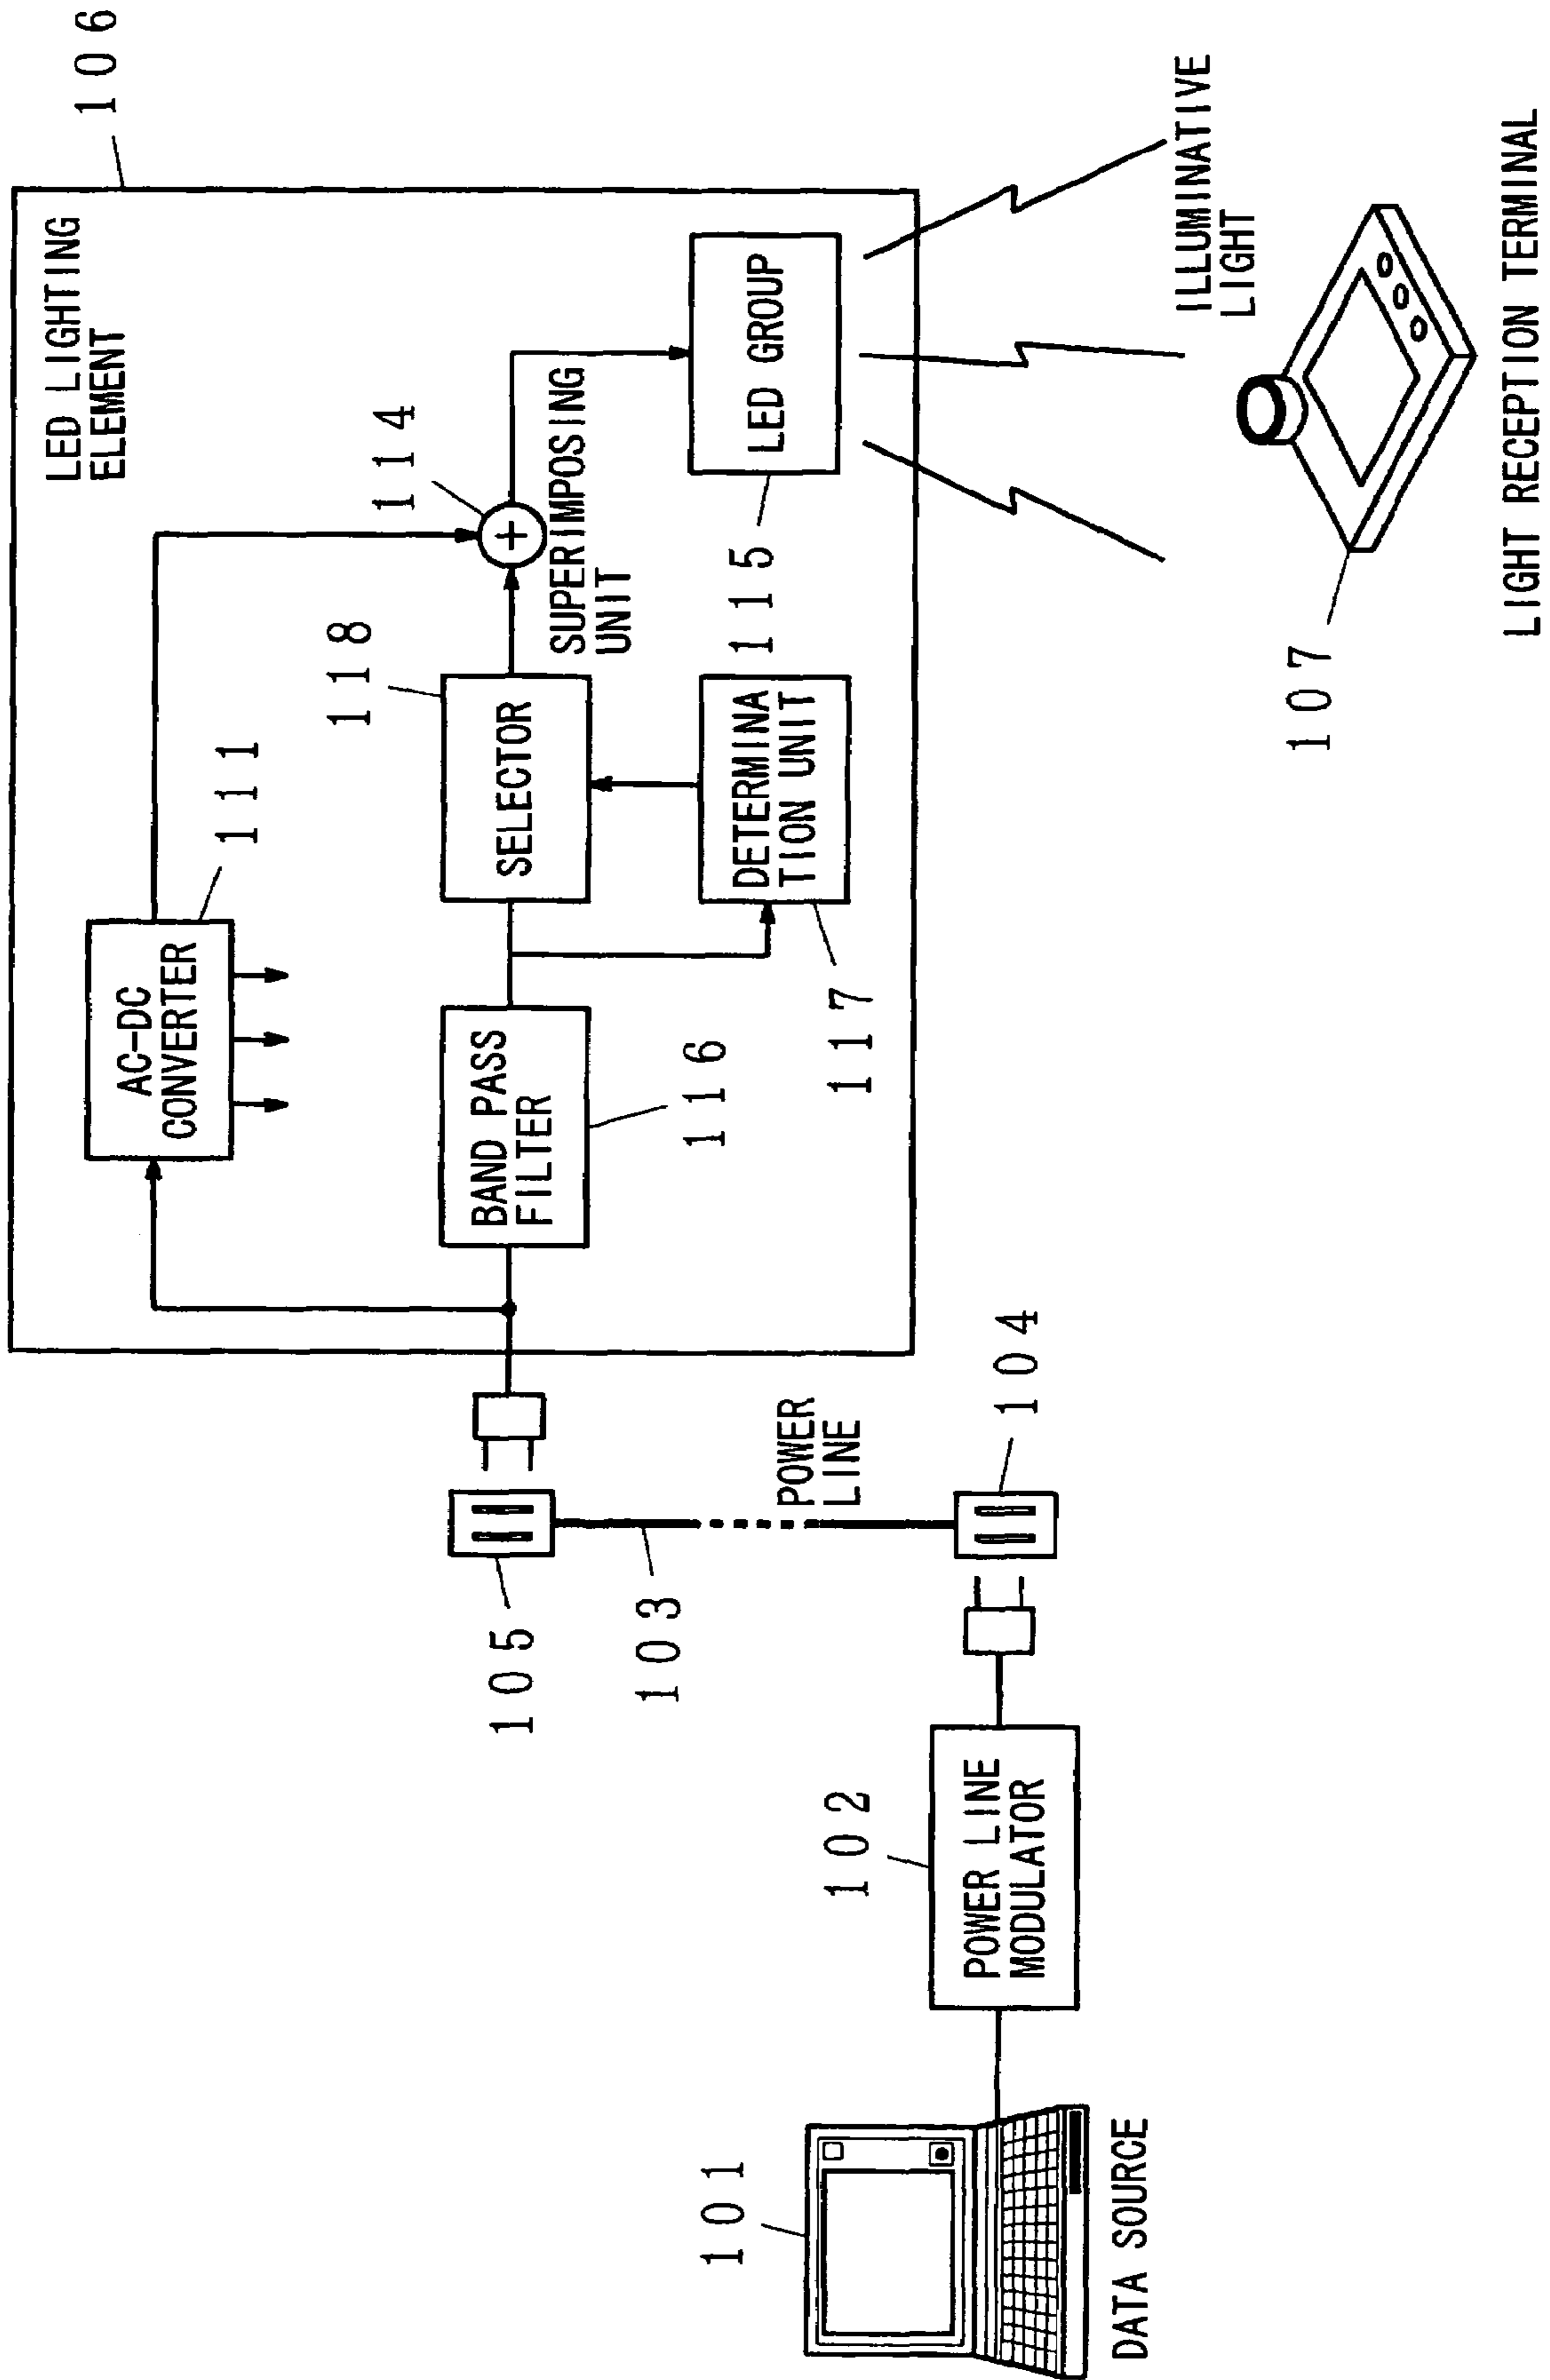 LED LIGHTING
ELEMENT
106
AC-DC
CONVERTER
111
114
SUPERIMPOSING
UNIT
118
SELECTOR
BAND PASS
FILTER
116
DETERMINA
TION UNIT
117
LED GROUP
115
ILLUMINATIVE
LIGHT
107
LIGHT RECEPTION TERMINAL
105
103
POWER
LINE
104
102
POWER LINE
MODULATOR
101
DATA SOURCE